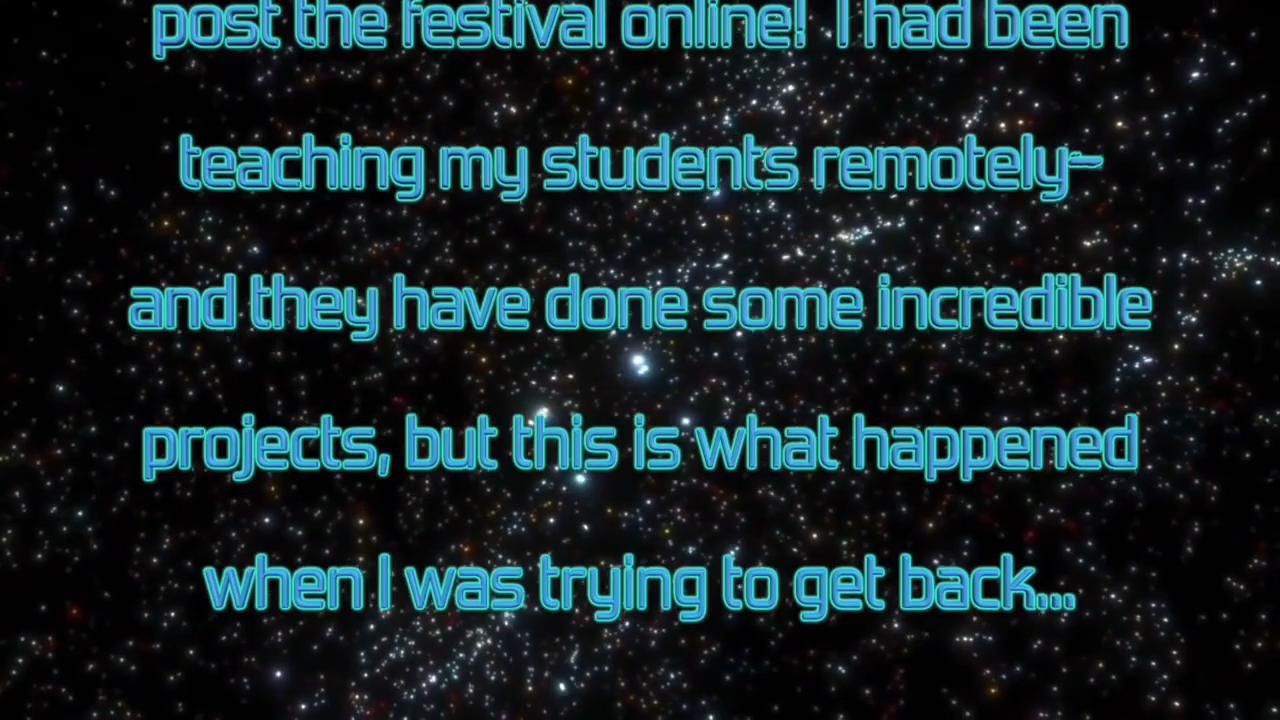 post the festival online! I had been
teaching my students remotely-
and they have done some incredible
projects, but this is what happened
when I was trying to get back...